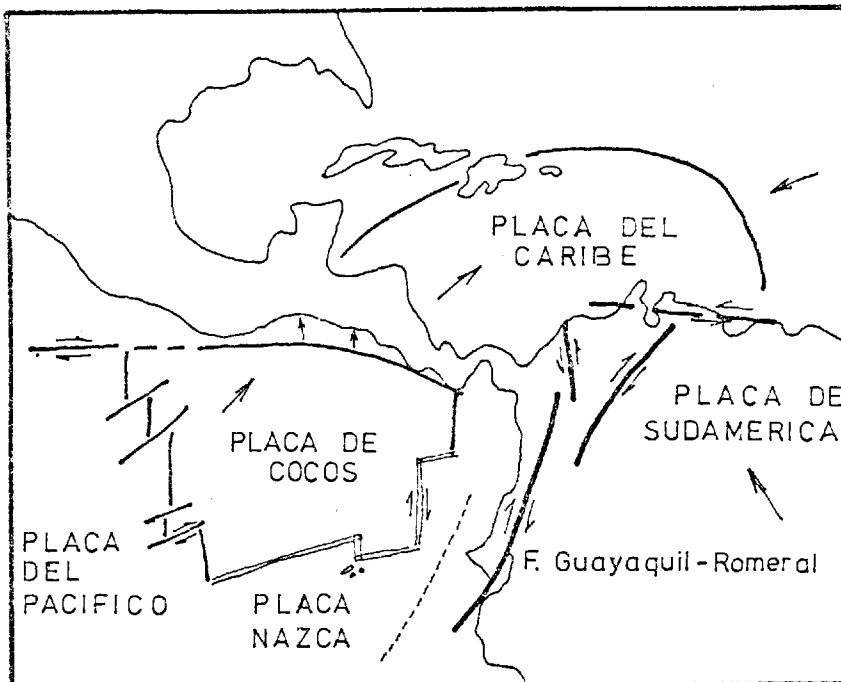 PLACA DEL
CARIBE
PLACA DE
SUDAMERICA
PLACA DE
COCOS
F. Guayaquil-Romeral
PLACA
DEL
PACIFICO
PLACA
NAZCA